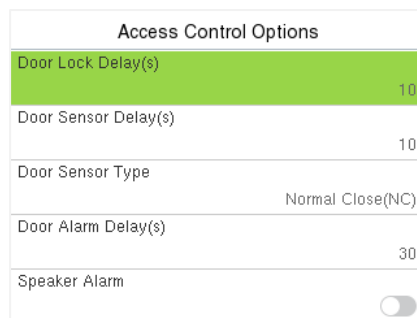 Access Control Options
Door Lock Delay(s)
10
Door Sensor Delay(s)
10
Door Sensor Type
Normal Close(NC)
Door Alarm Delay(s)
30
Speaker Alarm